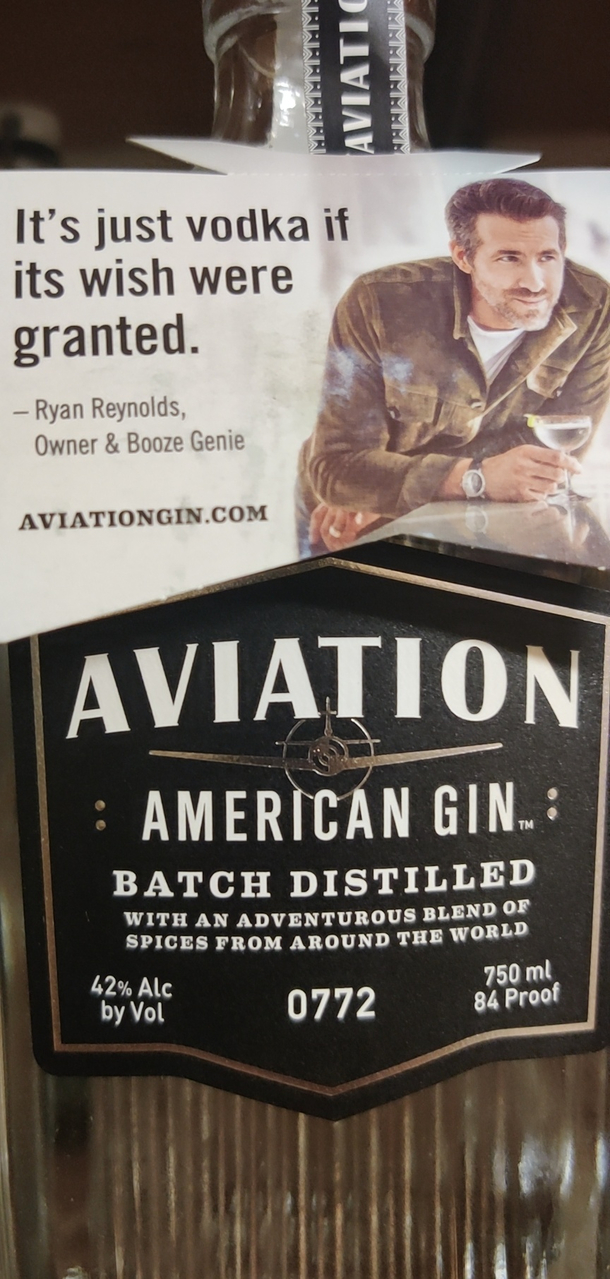 AVIATIO
It's just vodka if
its wish were
granted.
– Ryan Reynolds,
Owner & Booze Genie
AVIATIONGIN.COM
AVIATION
AMERICAN GIN™
BATCH DISTILLED
WITH AN ADVENTUROUS BLEND OF
SPICES FROM AROUND THE WORLD
42% Alc
by Vol
0772
750 ml
84 Proof